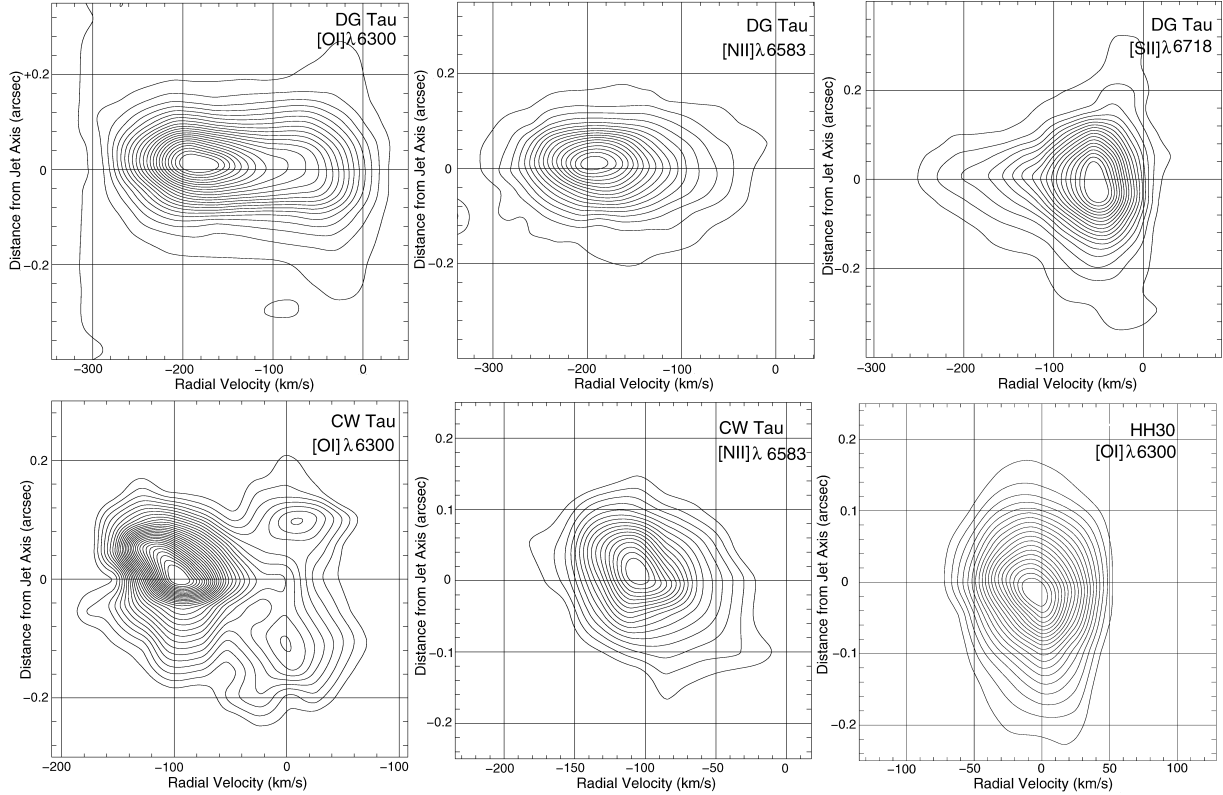 DG Tau
[OI]λ6300
Distance from Jet Axis (arcsec)
+0.2
0
−0.2
−300
−200
−100
0
Radial Velocity (km/s)
DG Tau
[NII]λ6583
Distance from Jet Axis (arcsec)
0.2
0
−0.2
−300
−200
−100
0
Radial Velocity (km/s)
DG Tau
[SII]λ6718
Distance from Jet Axis (arcsec)
0.2
0
−0.2
−300
−200
−100
0
Radial Velocity (km/s)
CW Tau
[OI]λ6300
Distance from Jet Axis (arcsec)
0.2
0
−0.2
−200
−100
0
−100
Radial Velocity (km/s)
CW Tau
[NII]λ 6583
Distance from Jet Axis (arcsec)
0.2
0.1
0
−0.1
−0.2
−200
−150
−100
−50
0
Radial Velocity (km/s)
HH30
[OI]λ6300
Distance from Jet Axis (arcsec)
0.2
0.1
0
−0.1
−0.2
−100
−50
0
50
100
Radial Velocity (km/s)